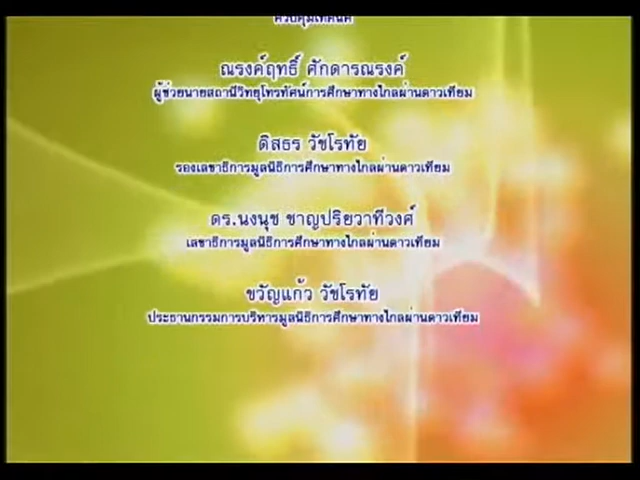 ควบคุมเทคนิค
ณรงค์ฤทธิ์ ศักดารณรงค์
ผู้ช่วยนายสถานีวิทยุโทรทัศน์การศึกษาทางไกลผ่านดาวเทียม
ดิสธร วัชโรทัย
รองเลขาธิการมูลนิธิการศึกษาทางไกลผ่านดาวเทียม
ดร.นงนุช ชาญปริยวาทีวงศ์
เลขาธิการมูลนิธิการศึกษาทางไกลผ่านดาวเทียม
ขวัญแก้ว วัชโรทัย
ประธานกรรมการบริหารมูลนิธิการศึกษาทางไกลผ่านดาวเทียม